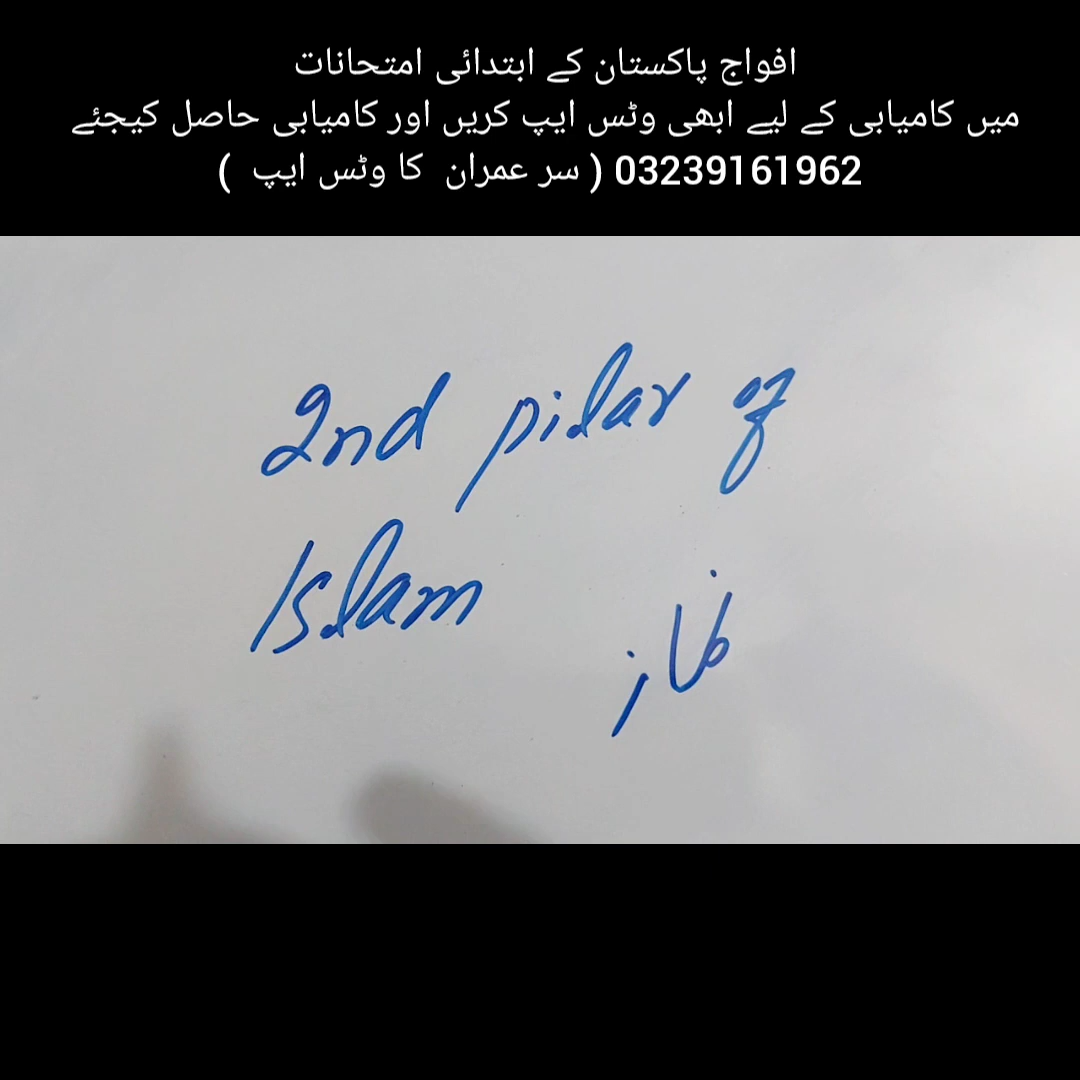 افواج پاکستان کے ابتدائی امتحانات
میں کامیابی کے لیے ابھی وٹس ایپ کریں اور کامیابی حاصل کیجئے
03239161962 ( سر عمران کا وٹس ایپ )
2nd pilar of
Islam
نماز